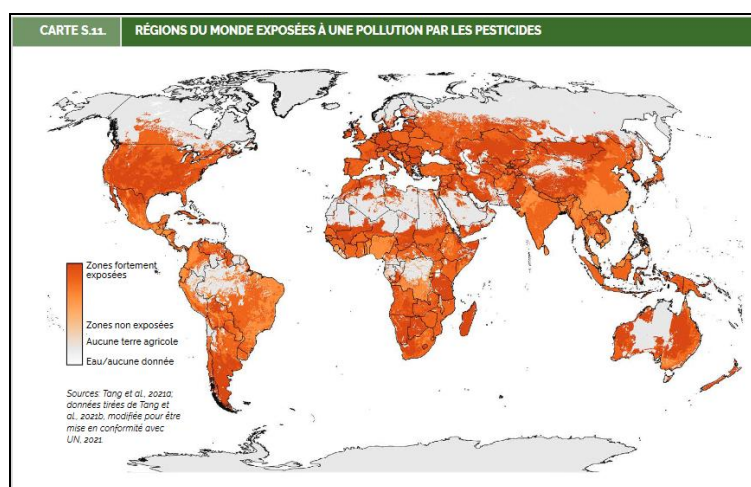 CARTE S.11. RÉGIONS DU MONDE EXPOSÉES À UNE POLLUTION PAR LES PESTICIDES
Zones fortement
exposées
Zones non exposées
Aucune terre agricole
Eau/aucune donnée
Sources: Tang et al., 2021a;
données tirées de Tang et
al., 2021b, modifiée pour être
mise en conformité avec
UN, 2021.